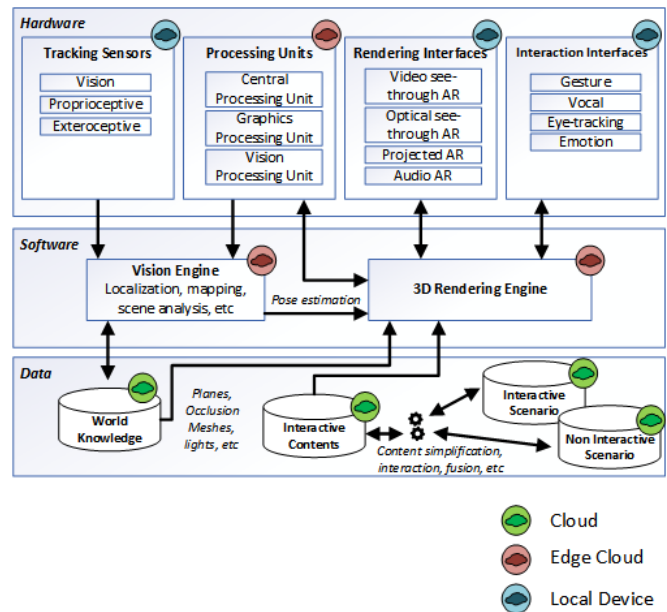 Hardware
Tracking Sensors
Vision
Proprioceptive
Exteroceptive
Processing Units
Central
Processing Unit
Graphics
Processing Unit
Vision
Processing Unit
Rendering Interfaces
Video see-
through AR
Optical see-
through AR
Projected AR
Audio AR
Interaction Interfaces
Gesture
Vocal
Eye-tracking
Emotion
Software
Vision Engine
Localization, mapping,
scene analysis, etc
Pose estimation
3D Rendering Engine
Data
World
Knowledge
Planes,
Occlusion
Meshes,
lights, etc
Interactive
Contents
Content simplification,
interaction, fusion, etc
Interactive
Scenario
Non Interactive
Scenario
Cloud
Edge Cloud
Local Device